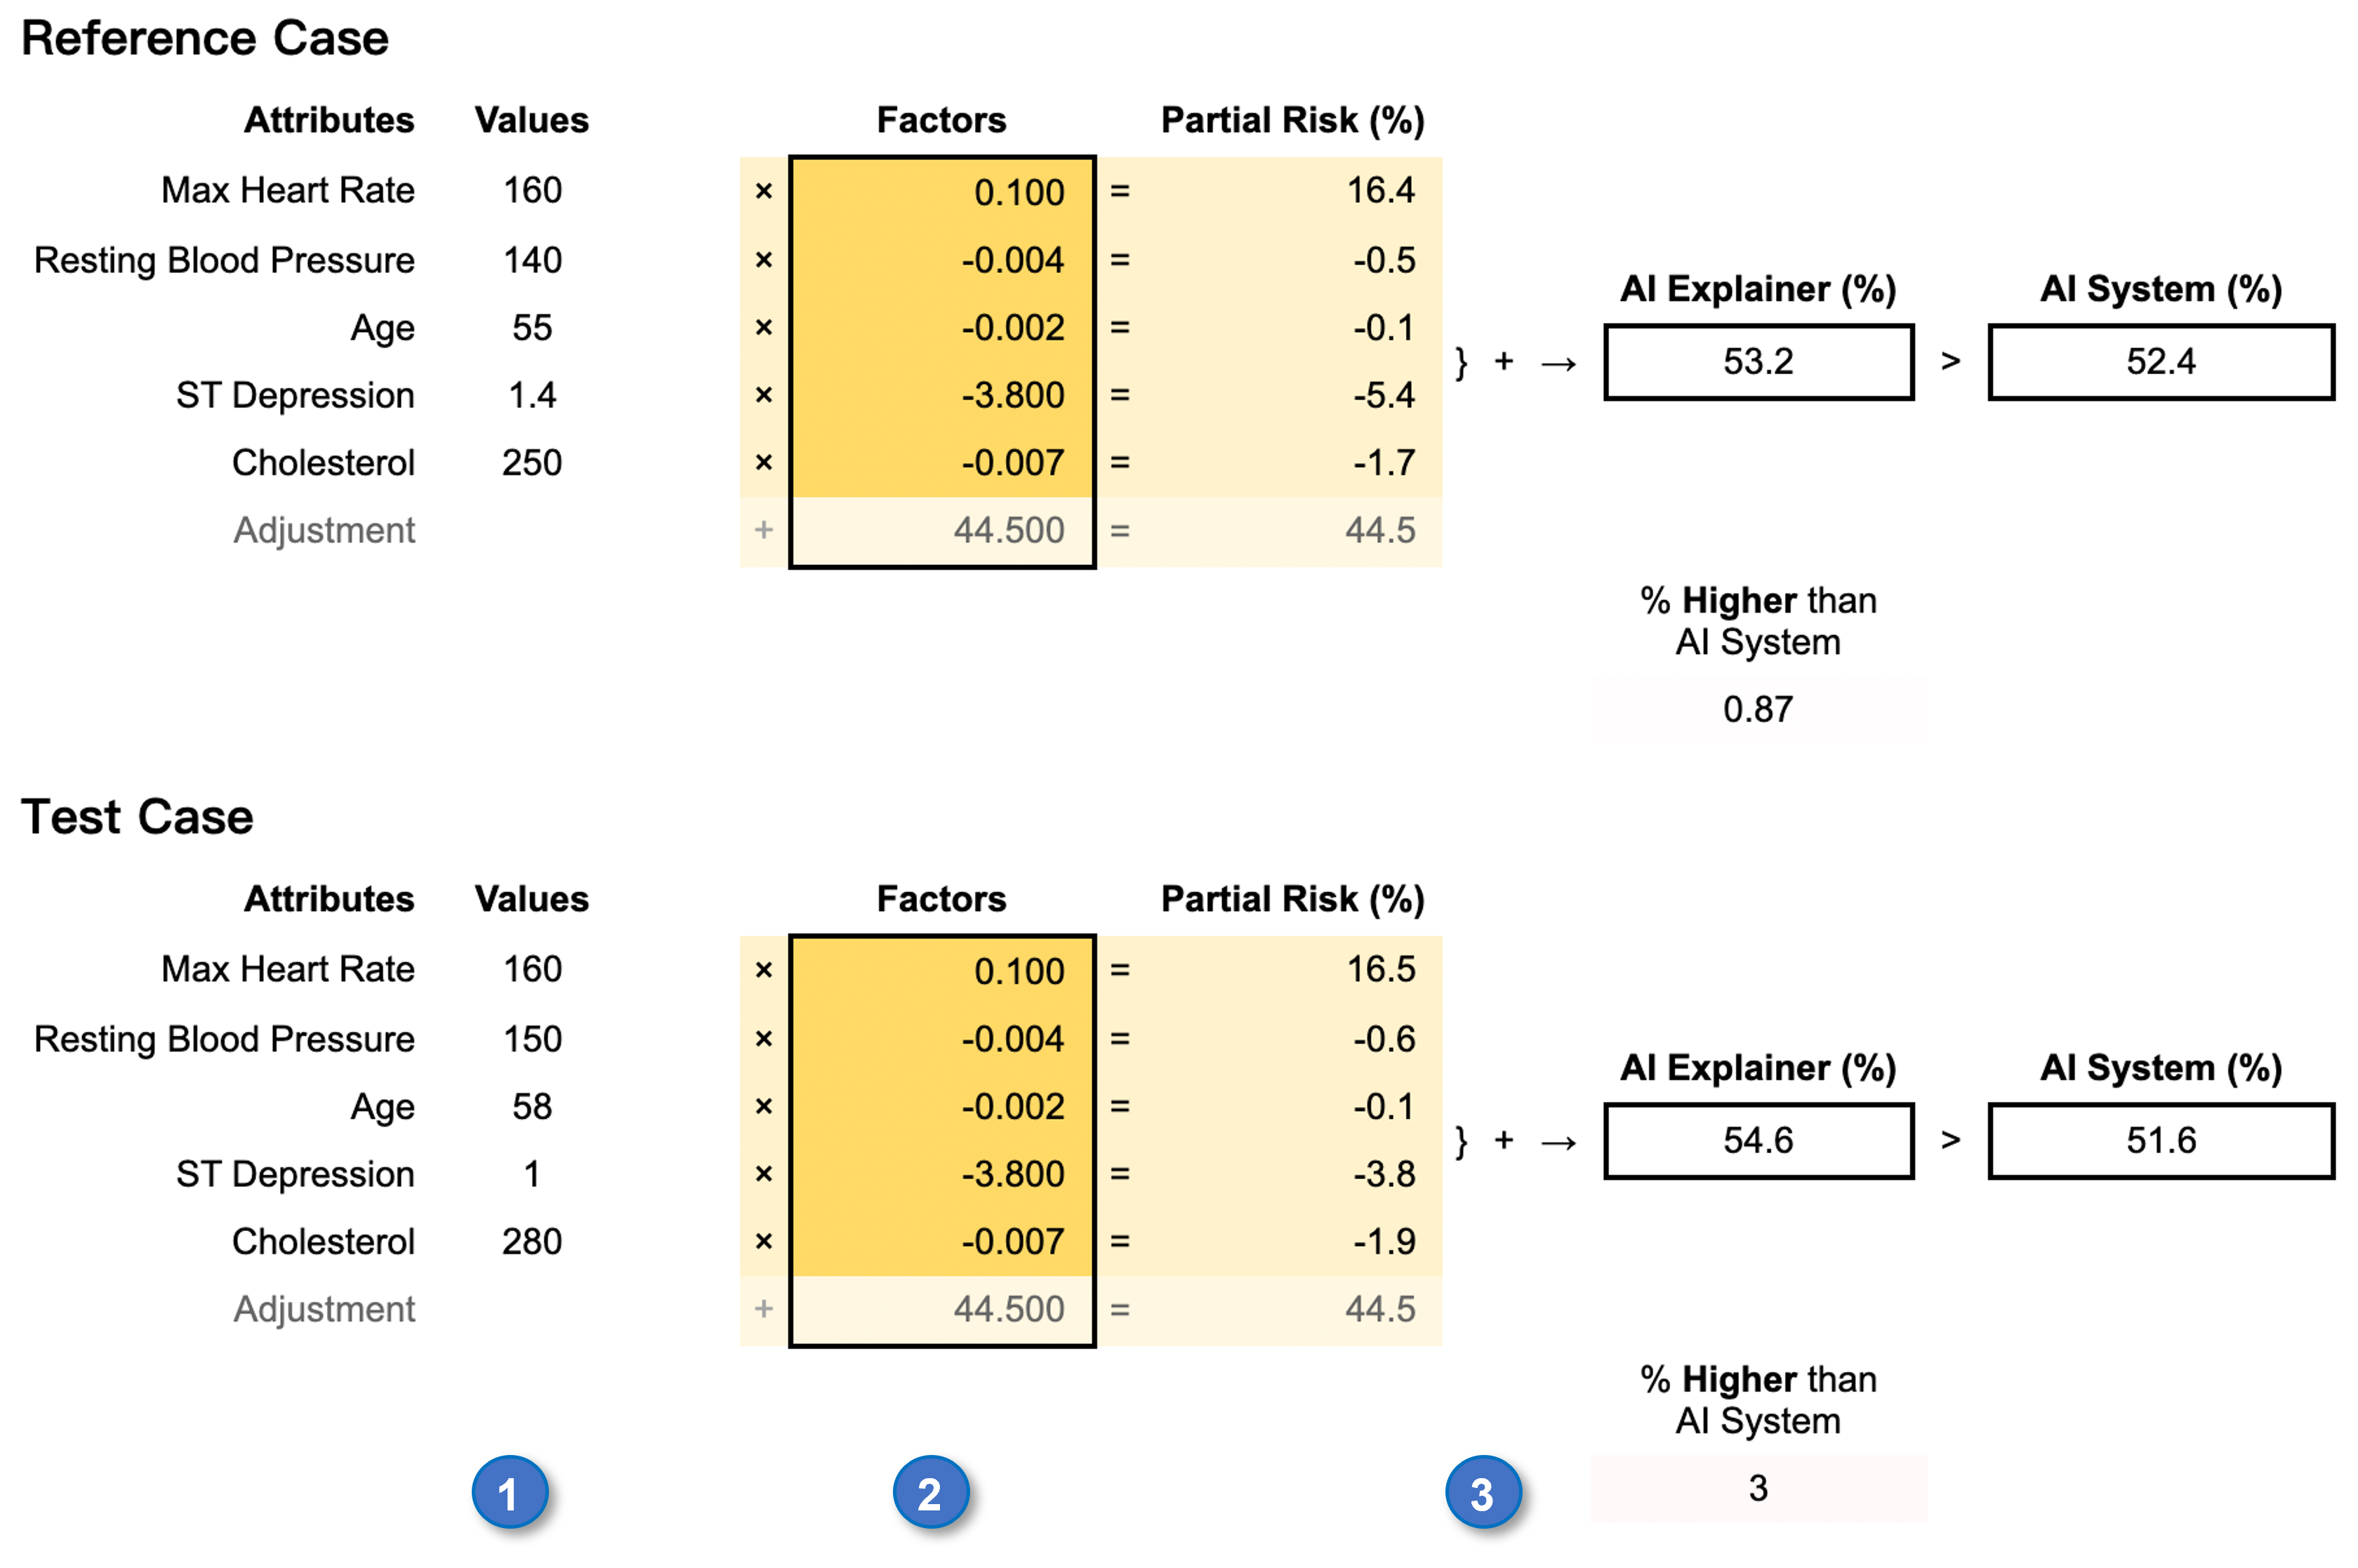 Reference Case
Attributes Values Factors Partial Risk (%)
Max Heart Rate 160 × 0.100 = 16.4
Resting Blood Pressure 140 × -0.004 = -0.5
AI Explainer (%) AI System (%)
Age 55 × -0.002 = -0.1
} + → 53.2 > 52.4
ST Depression 1.4 × -3.800 = -5.4
Cholesterol 250 × -0.007 = -1.7
Adjustment + 44.500 = 44.5
% Higher than
AI System
0.87
Test Case
Attributes Values Factors Partial Risk (%)
Max Heart Rate 160 × 0.100 = 16.5
Resting Blood Pressure 150 × -0.004 = -0.6
AI Explainer (%) AI System (%)
Age 58 × -0.002 = -0.1
} + → 54.6 > 51.6
ST Depression 1 × -3.800 = -3.8
Cholesterol 280 × -0.007 = -1.9
Adjustment + 44.500 = 44.5
% Higher than
AI System
3
1 2 3